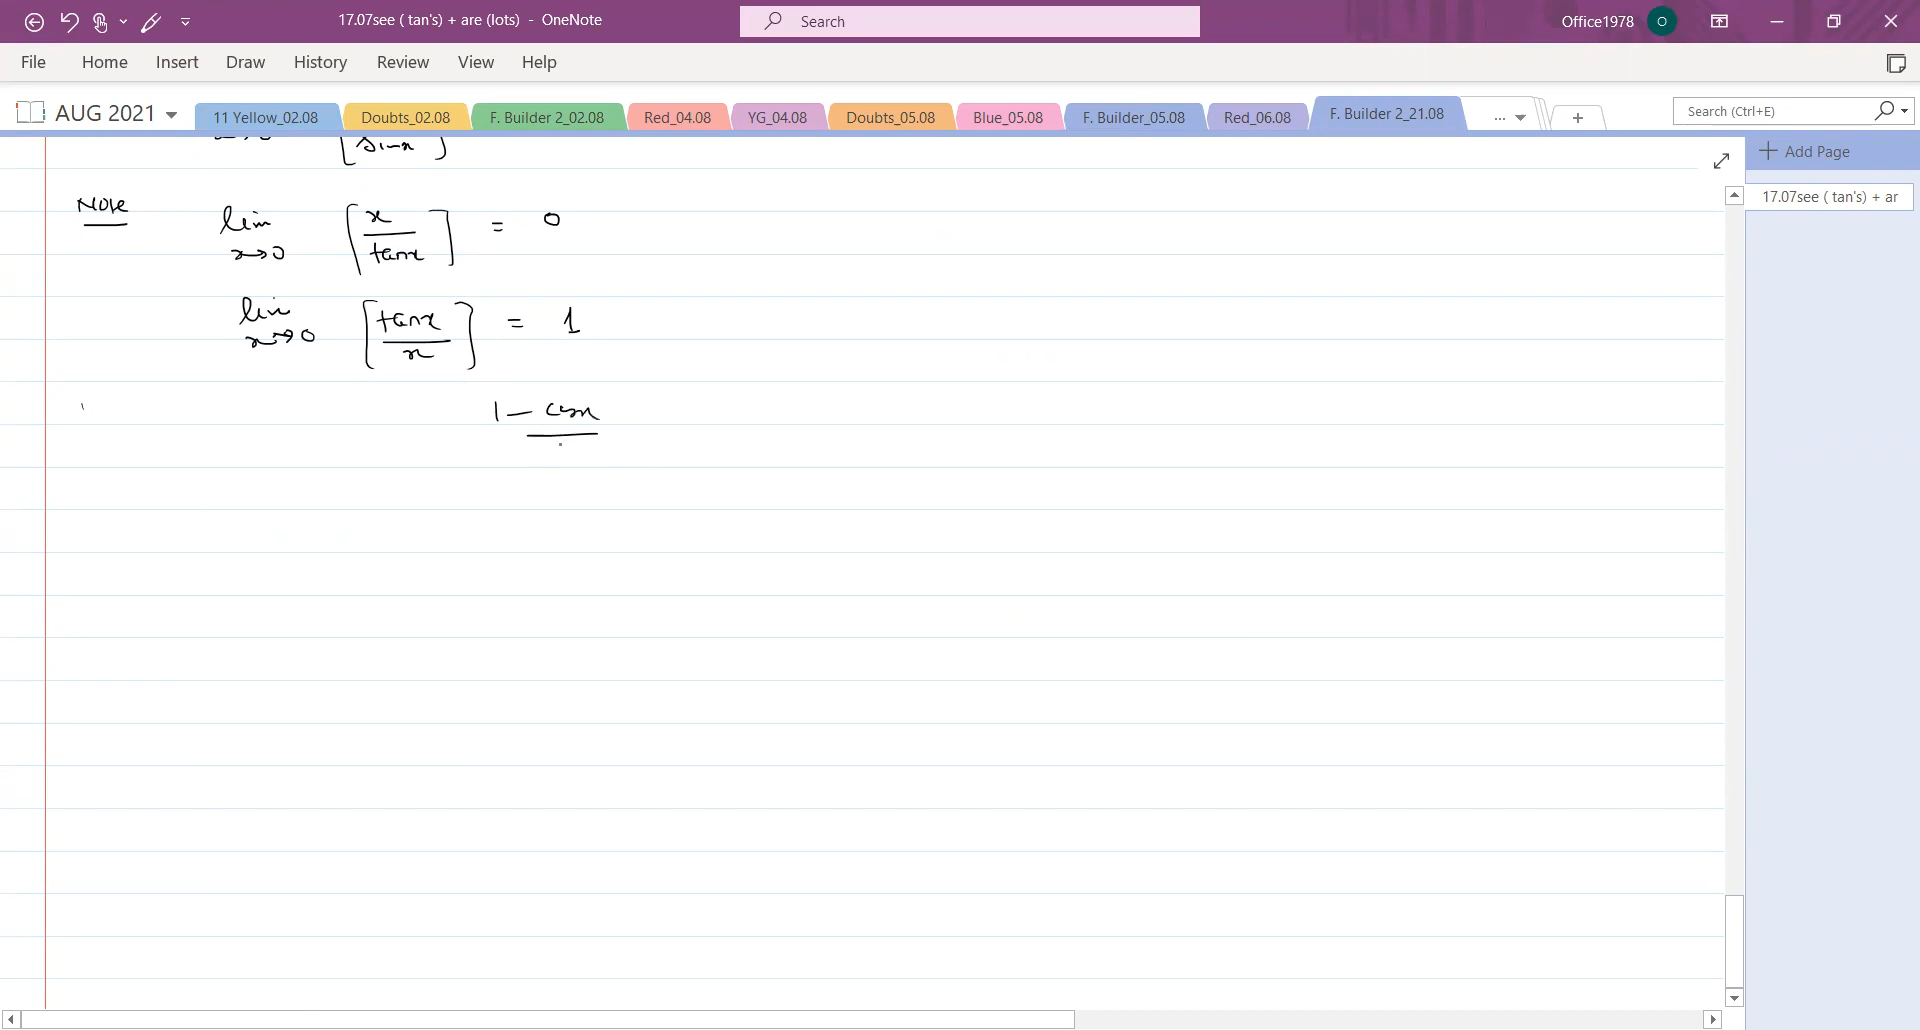 17.07see ( tan's) + are (lots) - OneNote
Search
Office1978
O
File Home Insert Draw History Review View Help
AUG 2021
11 Yellow_02.08 Doubts_02.08 F. Builder 2_02.08 Red_04.08 YG_04.08 Doubts_05.08 Blue_05.08 F. Builder_05.08 Red_06.08 F. Builder 2_21.08 ... +
Search (Ctrl+E)
Add Page
17.07see ( tan's) + ar
[sinx]
Note
lim x→0 [x/tanx] = 0
lim x→0 [tanx/x] = 1
1 - cosx